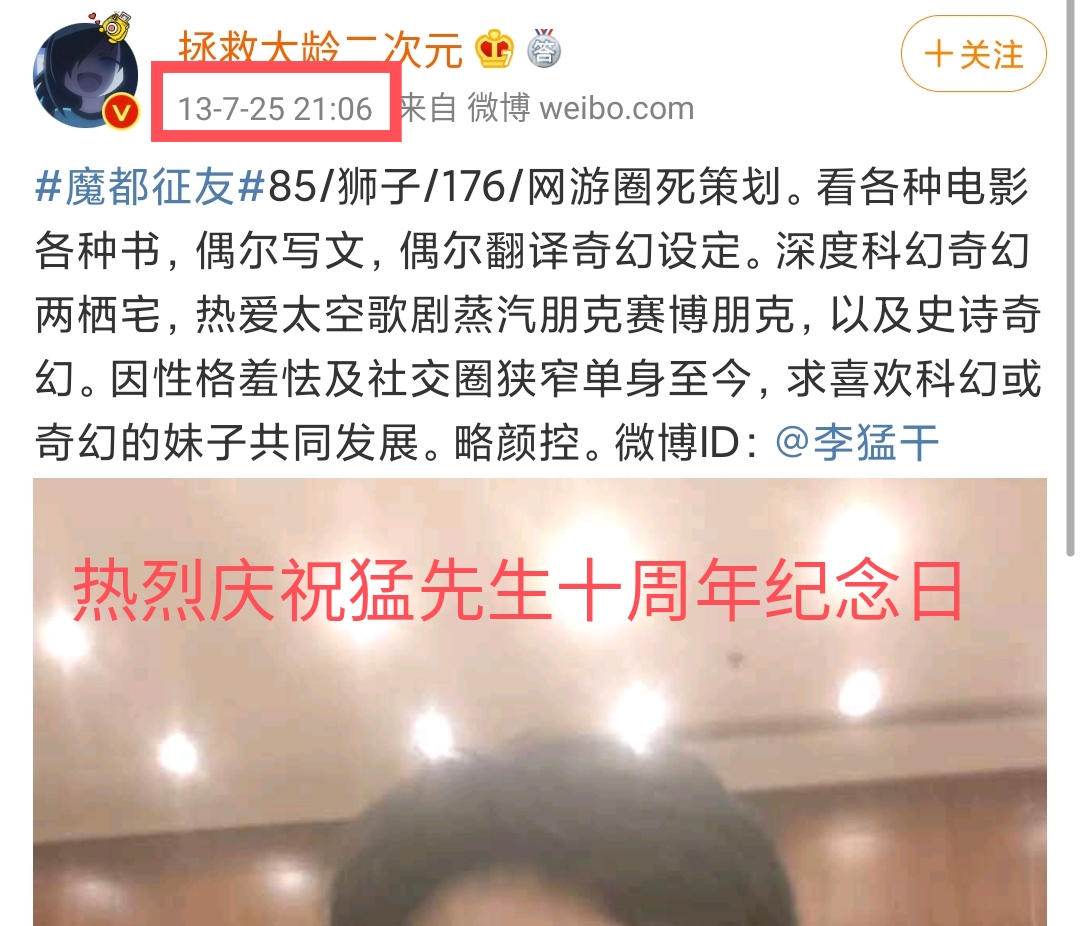 拯救大龄二次元
答
13-7-25 21:06 来自 微博 weibo.com
＋关注
#魔都征友#85/狮子/176/网游圈死策划。看各种电影
各种书，偶尔写文，偶尔翻译奇幻设定。深度科幻奇幻
两栖宅，热爱太空歌剧蒸汽朋克赛博朋克，以及史诗奇
幻。因性格羞怯及社交圈狭窄单身至今，求喜欢科幻或
奇幻的妹子共同发展。略颜控。微博ID：@李猛干
热烈庆祝猛先生十周年纪念日